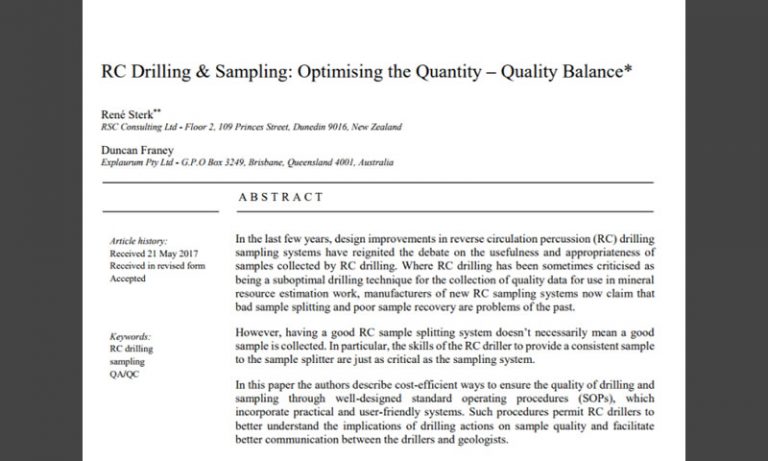 RC Drilling & Sampling: Optimising the Quantity – Quality Balance*
René Sterk**
RSC Consulting Ltd - Floor 2, 109 Princes Street, Dunedin 9016, New Zealand
Duncan Franey
Explaurum Pty Ltd - G.P.O Box 3249, Brisbane, Queensland 4001, Australia
ABSTRACT
Article history:
Received 21 May 2017
Received in revised form
Accepted
Keywords:
RC drilling
sampling
QA/QC
In the last few years, design improvements in reverse circulation percussion (RC) drilling
sampling systems have reignited the debate on the usefulness and appropriateness of
samples collected by RC drilling. Where RC drilling has been sometimes criticised as
being a suboptimal drilling technique for the collection of quality data for use in mineral
resource estimation work, manufacturers of new RC sampling systems now claim that
bad sample splitting and poor sample recovery are problems of the past.
However, having a good RC sample splitting system doesn't necessarily mean a good
sample is collected. In particular, the skills of the RC driller to provide a consistent sample
to the sample splitter are just as critical as the sampling system.
In this paper the authors describe cost-efficient ways to ensure the quality of drilling and
sampling through well-designed standard operating procedures (SOPs), which
incorporate practical and user-friendly systems. Such procedures permit RC drillers to
better understand the implications of drilling actions on sample quality and facilitate
better communication between the drillers and geologists.